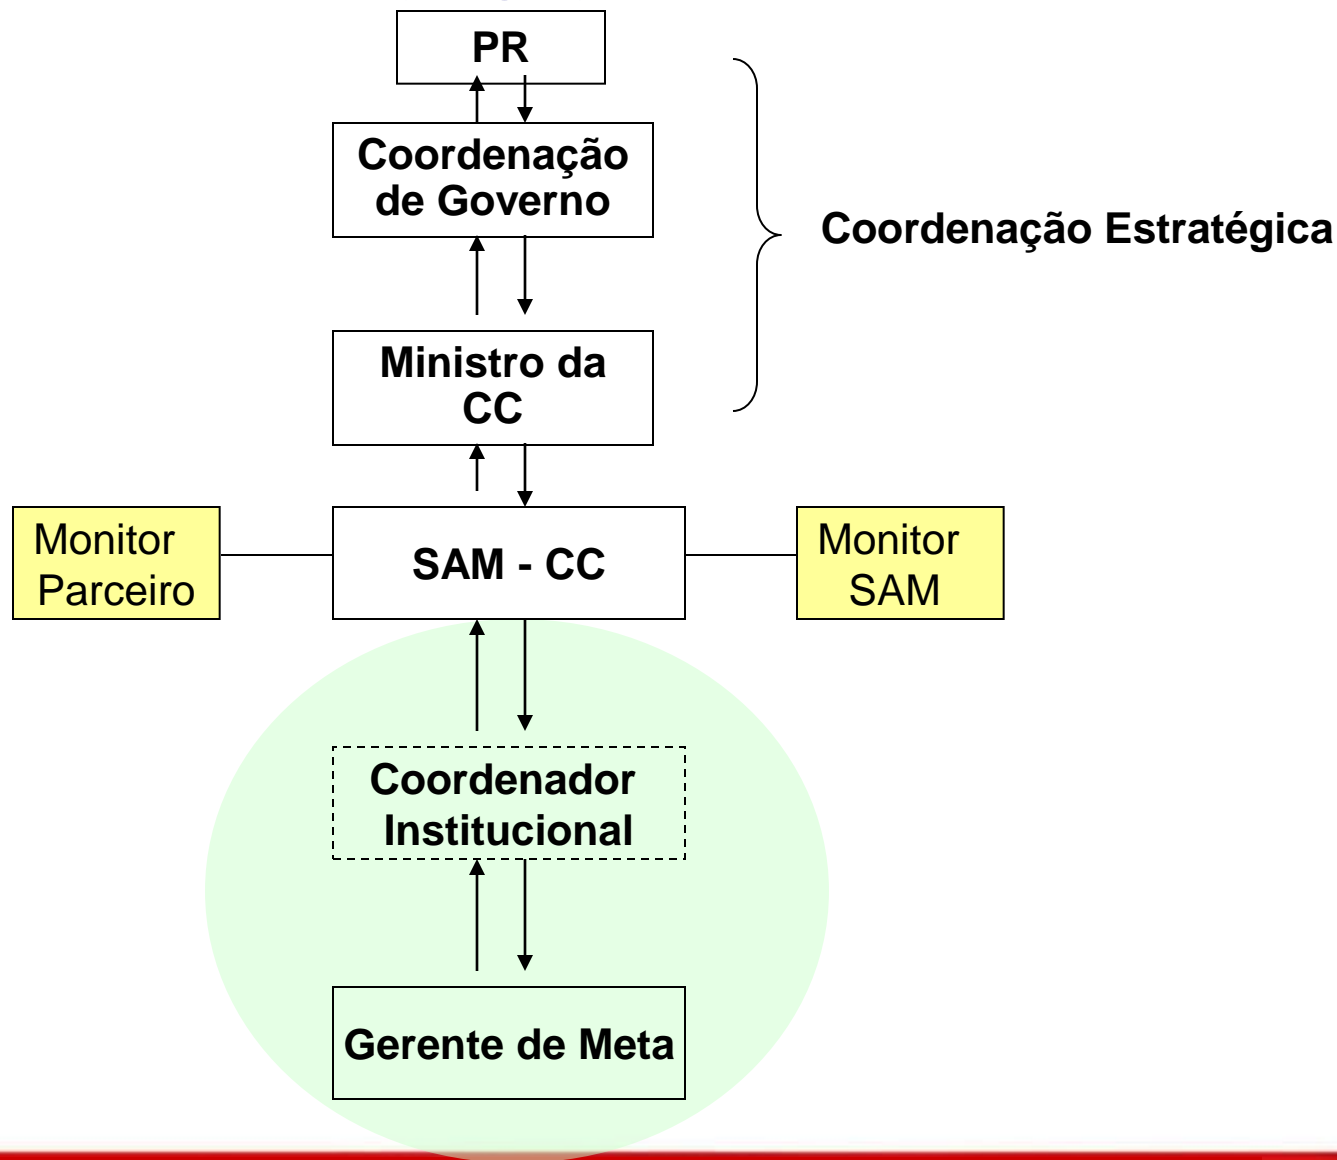 PR
Coordenação
de Governo
Coordenação Estratégica
Ministro da
CC
Monitor
Parceiro
SAM - CC
Monitor
SAM
Coordenador
Institucional
Gerente de Meta